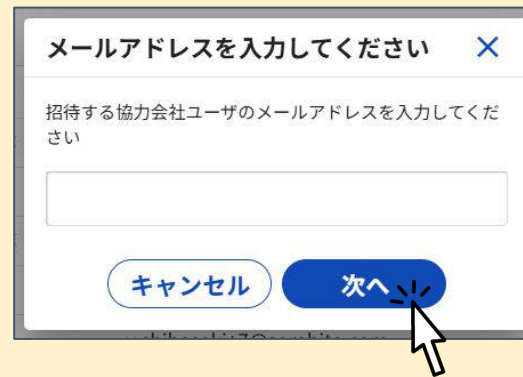 メールアドレスを入力してください
招待する協力会社ユーザのメールアドレスを入力してくだ
さい
キャンセル
次へ